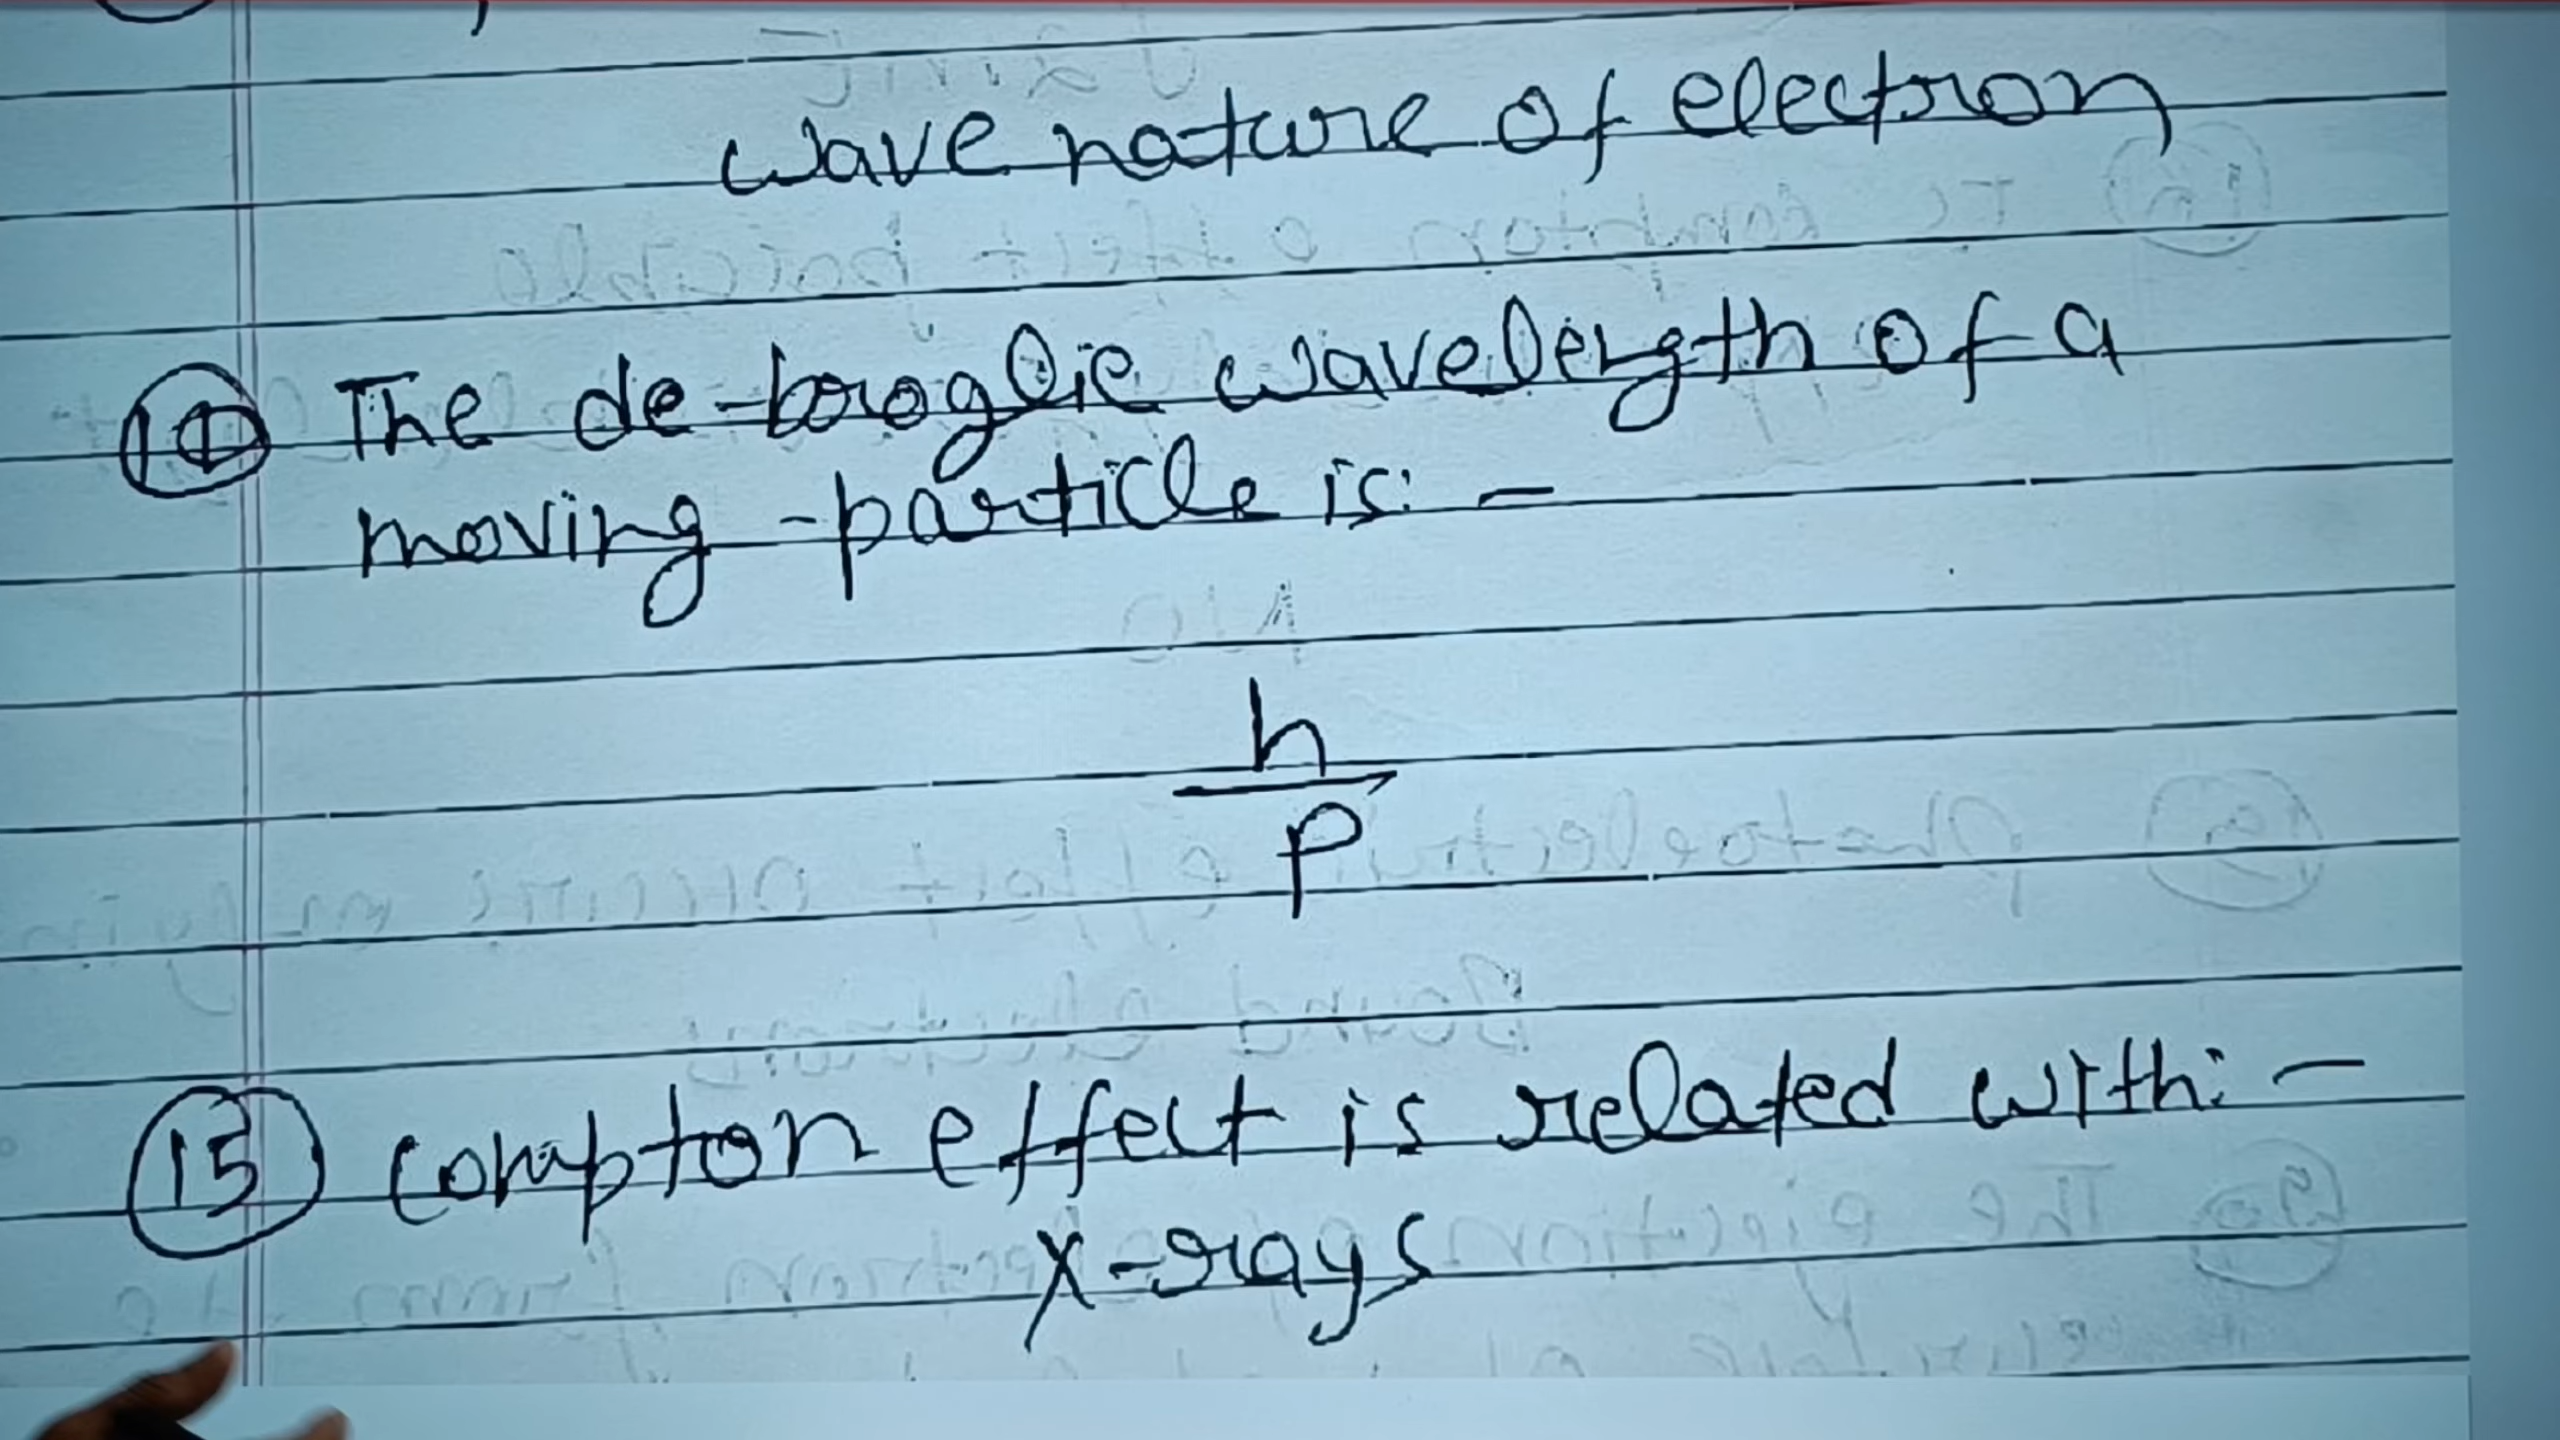 wave nature of electron
14 The de-broglie wavelength of a
moving particle is: -
h
P
15 compton effect is related with: -
x-rays